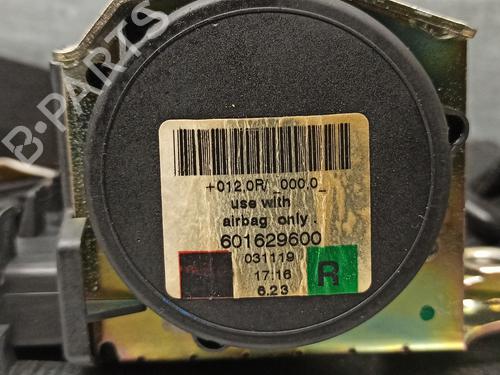 B-PARTS
+012,0R/_000,0_
use with
airbag only.
601629600
031119
17:16
6.23
R